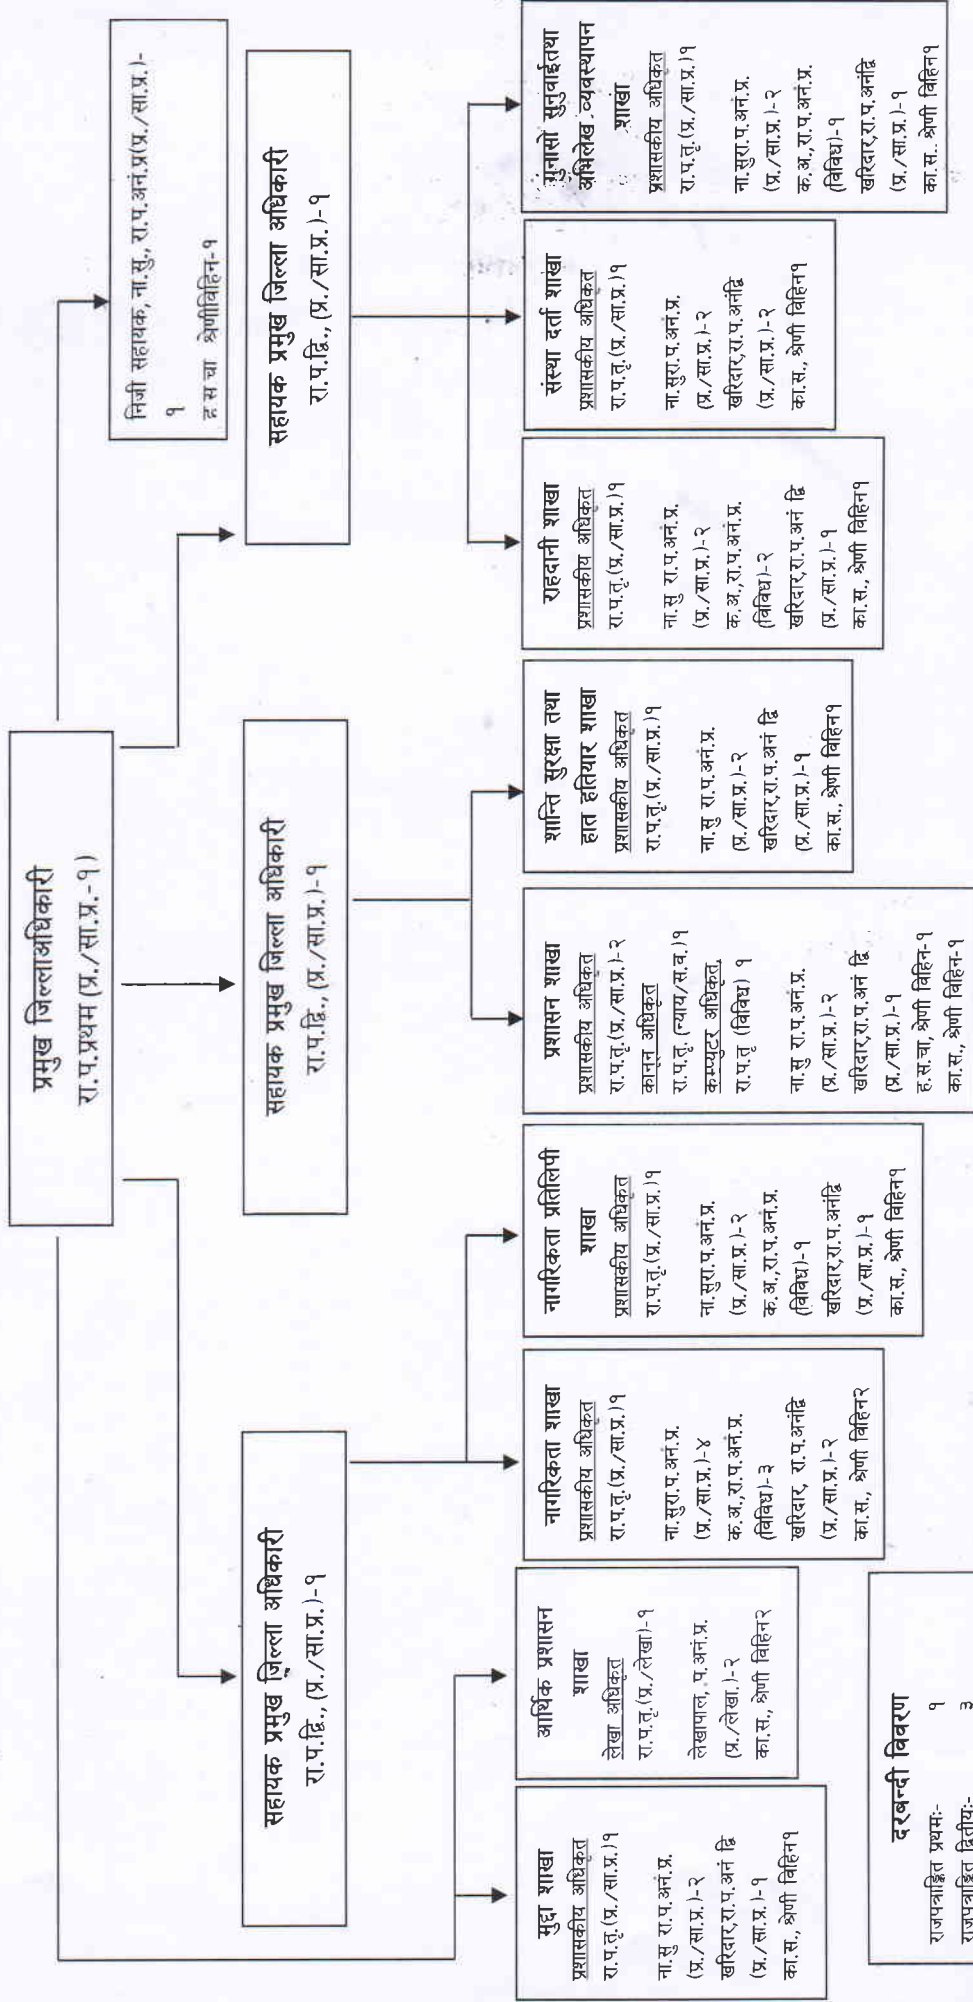 प्रमुख जिल्लाअधिकारी
रा.प.प्रथम (प्र./सा.प्र.-१)
निजी सहायक, ना.सु., रा.प.अनं.प्र(प्र./सा.प्र.)-
१
ह स चा श्रेणीविहिन-१
सहायक प्रमुख जिल्ला अधिकारी
रा.प.द्वि., (प्र./सा.प्र.)-१
सहायक प्रमुख जिल्ला अधिकारी
रा.प.द्वि., (प्र./सा.प्र.)-१
सहायक प्रमुख जिल्ला अधिकारी
रा.प.द्वि., (प्र./सा.प्र.)-१
मुद्दा शाखा
प्रशासकीय अधिकृत
रा.प.तृ.(प्र./सा.प्र.)१
ना.सु रा.प.अनं.प्र.
(प्र./सा.प्र.)-२
खरिदार,रा.प.अनं द्वि
(प्र./सा.प्र.)-१
का.स., श्रेणी विहिन१
आर्थिक प्रशासन
शाखा
लेखा अधिकृत
रा.प.तृ.(प्र./लेखा)-१
लेखापाल, प.अनं.प्र.
(प्र./लेखा.)-२
का.स., श्रेणी विहिन२
नागरिकता शाखा
प्रशासकीय अधिकृत
रा.प.तृ.(प्र./सा.प्र.)१
ना.सुरा.प.अनं.प्र.
(प्र./सा.प्र.)-४
क.अ.,रा.प.अनं.प्र.
(विविध)-३
खरिदार, रा.प.अनंद्वि
(प्र./सा.प्र.)-२
का.स., श्रेणी विहिन२
नागरिकता प्रतिलिपी
शाखा
प्रशासकीय अधिकृत
रा.प.तृ.(प्र./सा.प्र.)१
ना.सुरा.प.अनं.प्र.
(प्र./सा.प्र.)-२
क.अ.,रा.प.अनं.प्र.
(विविध)-१
खरिदार,रा.प.अनंद्वि
(प्र./सा.प्र.)-१
का.स., श्रेणी विहिन१
प्रशासन शाखा
प्रशासकीय अधिकृत
रा.प.तृ.(प्र./सा.प्र.)-२
कानून अधिकृत
रा.प.तृ. (न्याय/स.व.)१
कम्प्युटर अधिकृत,
रा.प.तृ (विविध) १
ना.सु रा.प.अनं.प्र.
(प्र./सा.प्र.)-२
खरिदार,रा.प.अनं द्वि
(प्र./सा.प्र.)-१
ह.स.चा, श्रेणी विहिन-१
का.स., श्रेणी विहिन-१
शान्ति सुरक्षा तथा
हात हतियार शाखा
प्रशासकीय अधिकृत
रा.प.तृ.(प्र./सा.प्र.)१
ना.सु रा.प.अनं.प्र.
(प्र./सा.प्र.)-२
खरिदार,रा.प.अनं द्वि
(प्र./सा.प्र.)-१
का.स., श्रेणी विहिन१
राहदानी शाखा
प्रशासकीय अधिकृत
रा.प.तृ.(प्र./सा.प्र.)१
ना.सु रा.प.अनं.प्र.
(प्र./सा.प्र.)-२
क.अ.,रा.प.अनं.प्र.
(विविध)-२
खरिदार,रा.प.अनं द्वि
(प्र./सा.प्र.)-१
का.स., श्रेणी विहिन१
संस्था दर्ता शाखा
प्रशासकीय अधिकृत
रा.प.तृ.(प्र./सा.प्र.)१
ना.सुरा.प.अनं.प्र.
(प्र./सा.प्र.)-२
खरिदार,रा.प.अनंद्वि
(प्र./सा.प्र.)-२
का.स., श्रेणी विहिन१
गुनासो सुनुवाईतथा
अभिलेख व्यवस्थापन
शाखा
प्रशासकीय अधिकृत
रा.प.तृ.(प्र./सा.प्र.)१
ना.सुरा.प.अनं.प्र.
(प्र./सा.प्र.)-२
क.अ.,रा.प.अनं.प्र.
(विविध)-१
खरिदार,रा.प.अनंद्वि
(प्र./सा.प्र.)-१
का.स.. श्रेणी विहिन१
दरबन्दी विवरण
राजपत्राङ्कित प्रथम:- १
राजपत्राङ्कित द्वितीय:- ३